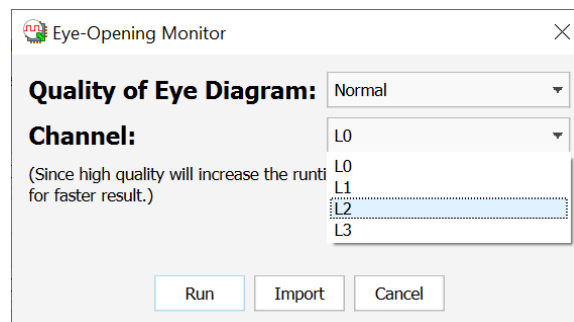 Eye-Opening Monitor
Quality of Eye Diagram: Normal
Channel: L0
(Since high quality will increase the runti
for faster result.)
L0
L1
L2
L3
Run Import Cancel